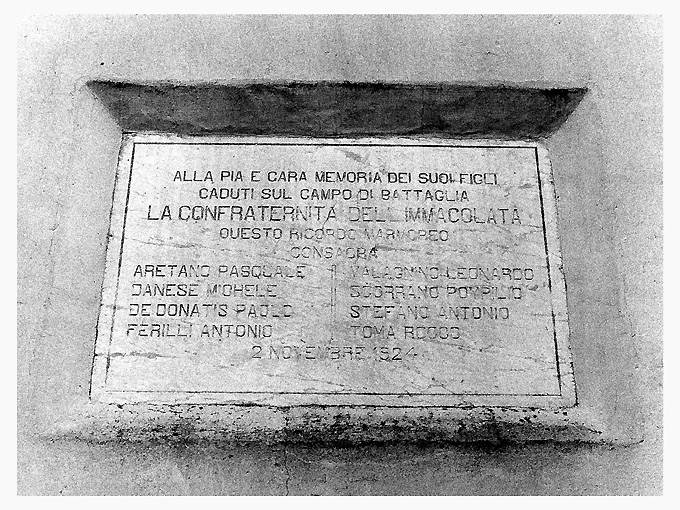 ALLA PIA E CARA MEMORIA DEI SUOI FIGLI
CADUTI SUL CAMPO DI BATTAGLIA
LA CONFRATERNITA DELL IMMACOLATA
QUESTO RICORDO MARMOREO
CONSACRA
ARETANO PASQUALE
DANESE MICHELE
DE DONATIS PAOLO
FERILLI ANTONIO
MALAGNINO LEONARDO
SCORRANO POMPILIO
STEFANO ANTONIO
TOMA ROCCO
2 NOVEMBRE 1924